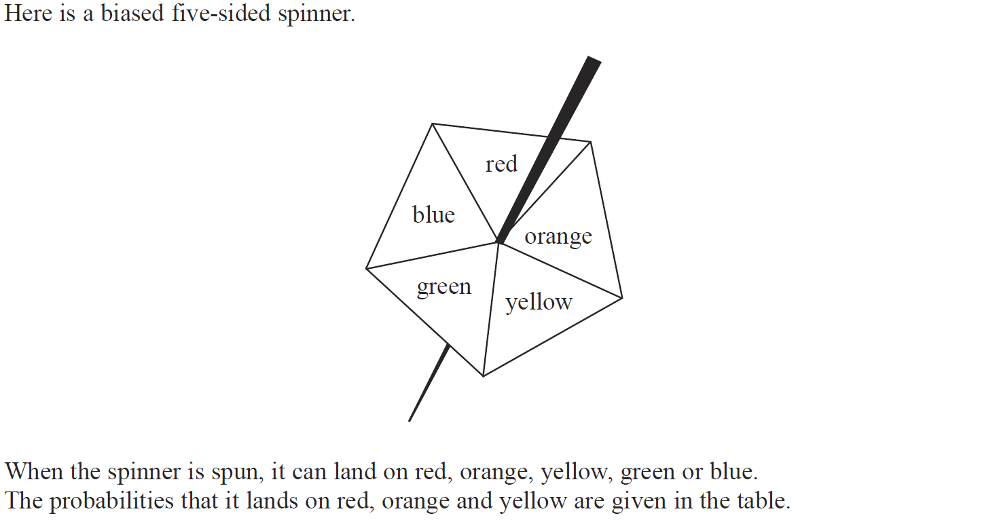 Here is a biased five-sided spinner.
red
blue
orange
green
yellow
When the spinner is spun, it can land on red, orange, yellow, green or blue.
The probabilities that it lands on red, orange and yellow are given in the table.